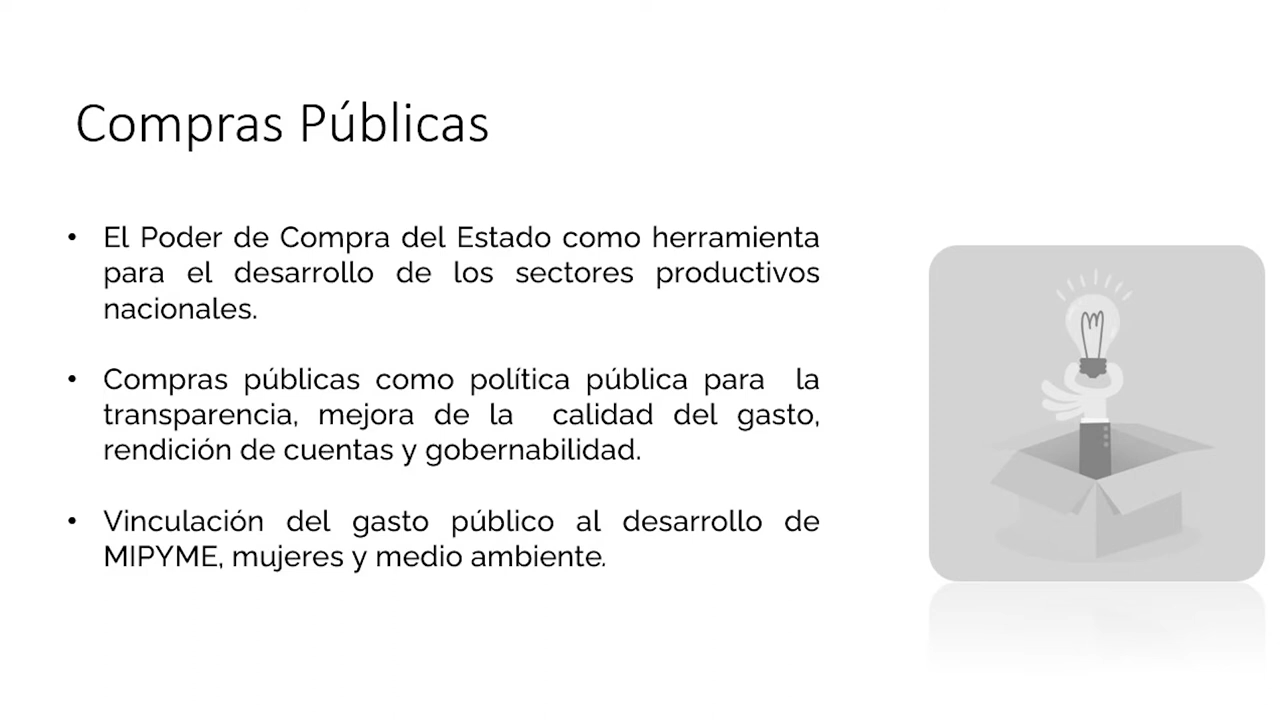 Compras Públicas
• El Poder de Compra del Estado como herramienta
para el desarrollo de los sectores productivos
nacionales.
• Compras públicas como política pública para la
transparencia, mejora de la calidad del gasto,
rendición de cuentas y gobernabilidad.
• Vinculación del gasto público al desarrollo de
MIPYME, mujeres y medio ambiente.